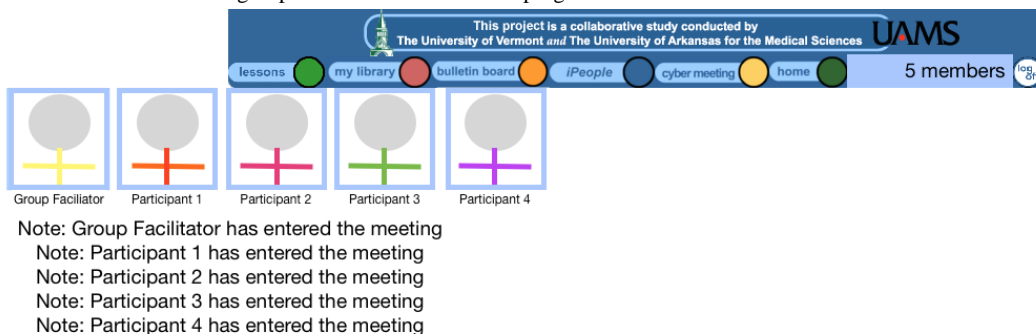 This project is a collaborative study conducted by
The University of Vermont and The University of Arkansas for the Medical Sciences
UAMS
lessons my library bulletin board iPeople cyber meeting home 5 members log off
Group Faciliator Participant 1 Participant 2 Participant 3 Participant 4
Note: Group Facilitator has entered the meeting
Note: Participant 1 has entered the meeting
Note: Participant 2 has entered the meeting
Note: Participant 3 has entered the meeting
Note: Participant 4 has entered the meeting